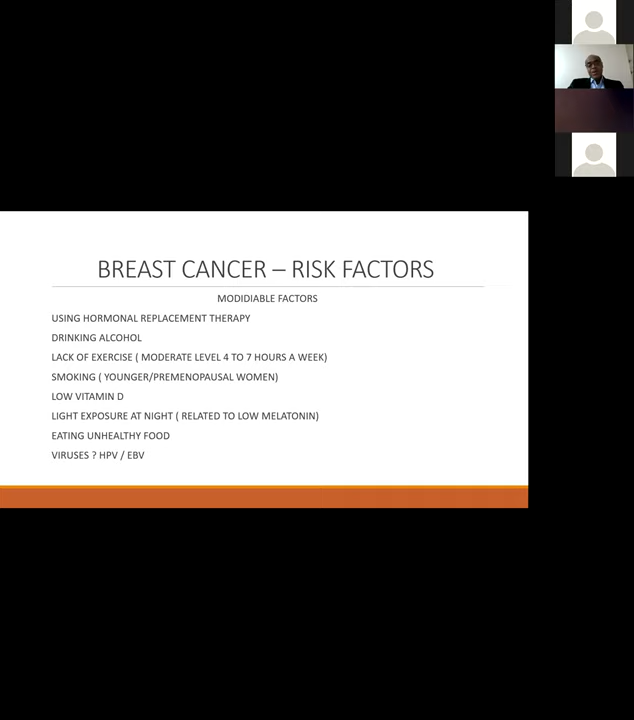 BREAST CANCER – RISK FACTORS
MODIDIABLE FACTORS
USING HORMONAL REPLACEMENT THERAPY
DRINKING ALCOHOL
LACK OF EXERCISE ( MODERATE LEVEL 4 TO 7 HOURS A WEEK)
SMOKING ( YOUNGER/PREMENOPAUSAL WOMEN)
LOW VITAMIN D
LIGHT EXPOSURE AT NIGHT ( RELATED TO LOW MELATONIN)
EATING UNHEALTHY FOOD
VIRUSES ? HPV / EBV